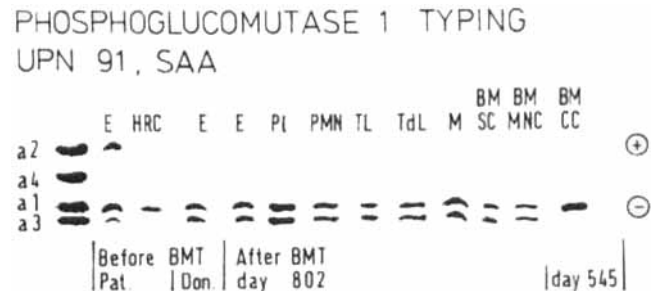 PHOSPHOGLUCOMUTASE 1 TYPING
UPN 91, SAA
BM BM BM
E HRC E E Pl PMN TL TdL M SC MNC CC
a2 +
a4
a1 −
a3
Before BMT After BMT
Pat. Don. day 802 day 545